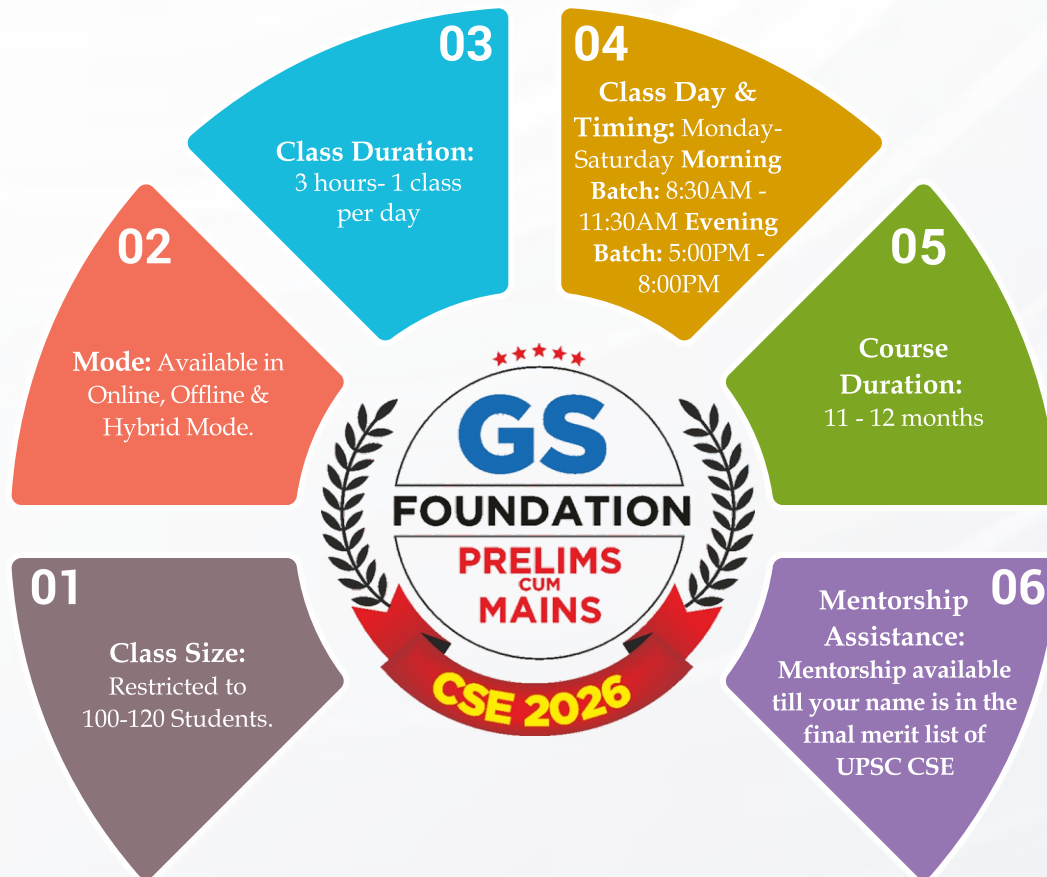 01
Class Size:
Restricted to
100-120 Students.
02
Mode: Available in
Online, Offline &
Hybrid Mode.
03
Class Duration:
3 hours- 1 class
per day
04
Class Day &
Timing: Monday-
Saturday Morning
Batch: 8:30AM -
11:30AM Evening
Batch: 5:00PM -
8:00PM
05
Course
Duration:
11 - 12 months
06
Mentorship
Assistance:
Mentorship available
till your name is in the
final merit list of
UPSC CSE
GS
FOUNDATION
PRELIMS
CUM
MAINS
CSE 2026